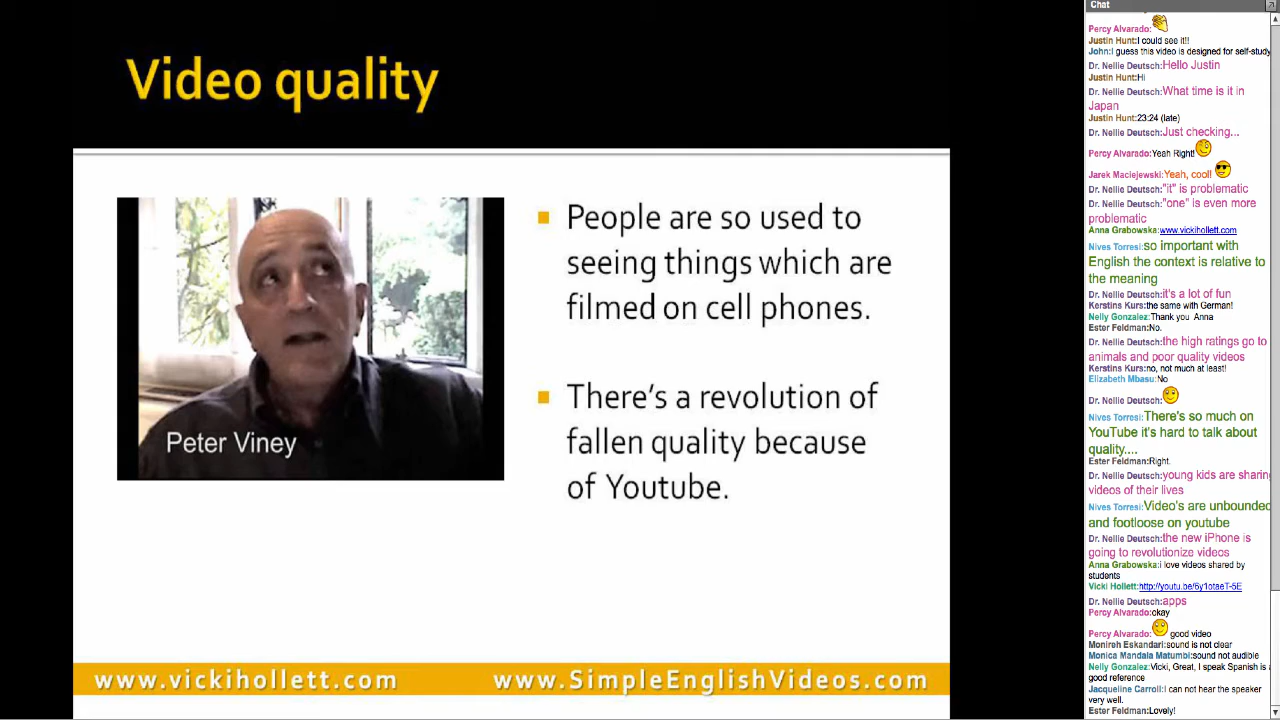 Video quality
People are so used to
seeing things which are
filmed on cell phones.
There's a revolution of
fallen quality because
of Youtube.
Peter Viney
www.vickihollett.com
www.SimpleEnglishVideos.com
Chat
Percy Alvarado:
Justin Hunt:I could see it!!
John:I guess this video is designed for self-study
Dr. Nellie Deutsch:Hello Justin
Justin Hunt:Hi
Dr. Nellie Deutsch:What time is it in
Japan
Justin Hunt:23:24 (late)
Dr. Nellie Deutsch:Just checking...
Percy Alvarado:Yeah Right!
Jarek Maciejewski:Yeah, cool!
Dr. Nellie Deutsch:"it" is problematic
Dr. Nellie Deutsch:"one" is even more
problematic
Anna Grabowska:www.vickihollett.com
Nives Torresi:so important with
English the context is relative to
the meaning
Dr. Nellie Deutsch:it's a lot of fun
Kerstins Kurs:the same with German!
Nelly Gonzalez:Thank you Anna
Ester Feldman:No.
Dr. Nellie Deutsch:the high ratings go to
animals and poor quality videos
Kerstins Kurs:no, not much at least!
Elizabeth Mbasu:No
Dr. Nellie Deutsch:
Nives Torresi:There's so much on
YouTube it's hard to talk about
quality....
Ester Feldman:Right.
Dr. Nellie Deutsch:young kids are sharing
videos of their lives
Nives Torresi:Video's are unbounded
and footloose on youtube
Dr. Nellie Deutsch:the new iPhone is
going to revolutionize videos
Anna Grabowska:i love videos shared by
students
Vicki Hollett:http://youtu.be/6y1otaeT-5E
Dr. Nellie Deutsch:apps
Percy Alvarado:okay
Percy Alvarado: good video
Monireh Eskandari:sound is not clear
Monica Mandala Matumbi:sound not audible
Nelly Gonzalez:Vicki, Great, I speak Spanish is a
good reference
Jacqueline Carroll:I can not hear the speaker
very well.
Ester Feldman:Lovely!